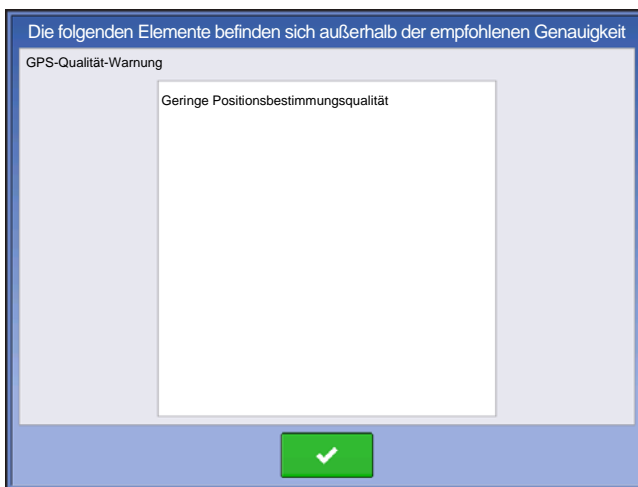 Die folgenden Elemente befinden sich außerhalb der empfohlenen Genauigkeit
GPS-Qualität-Warnung
Geringe Positionsbestimmungsqualität